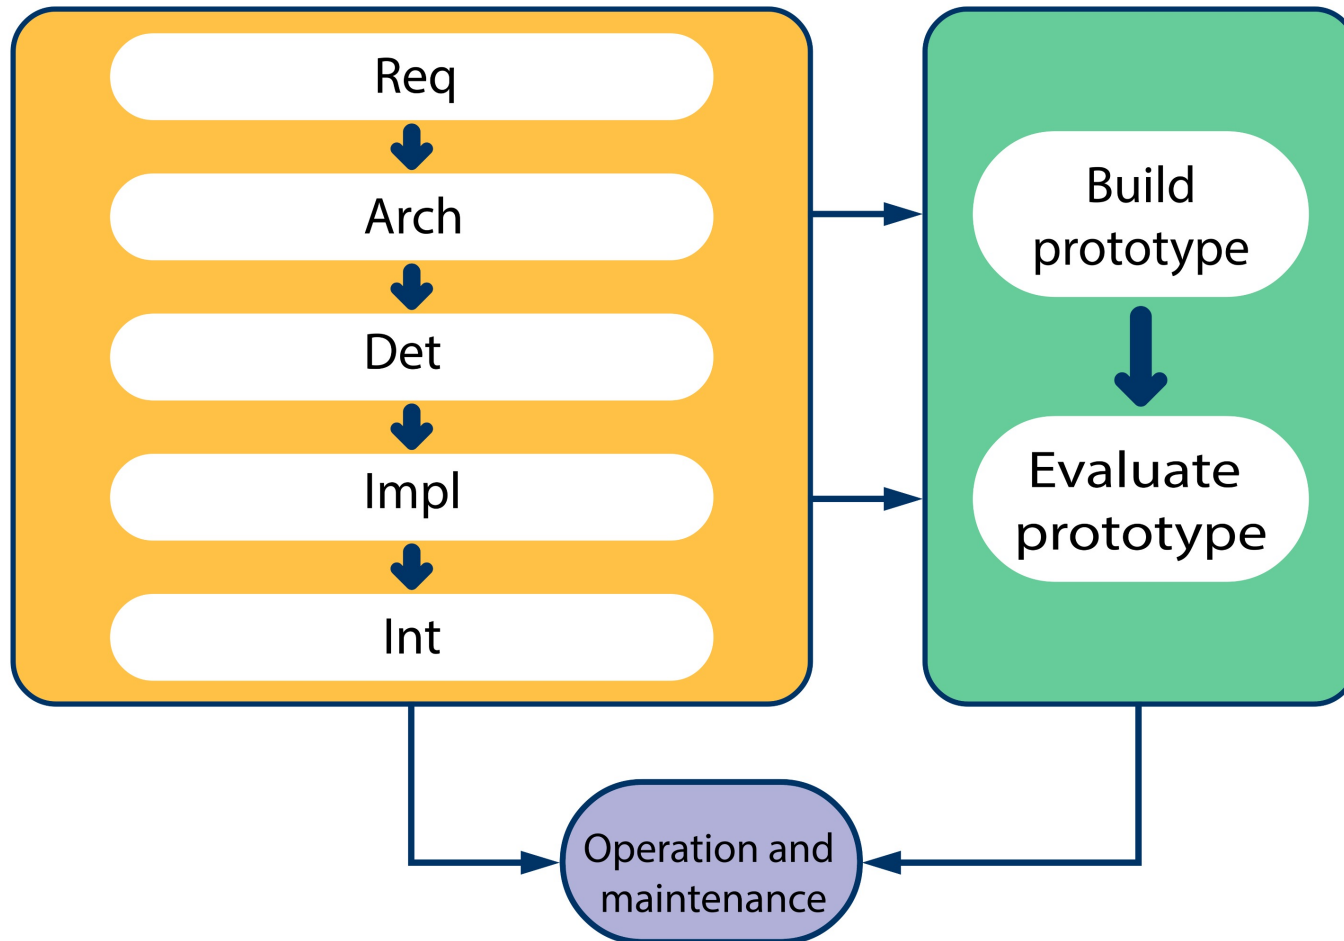 Req
Arch
Det
Impl
Int
Build
prototype
Evaluate
prototype
Operation and
maintenance